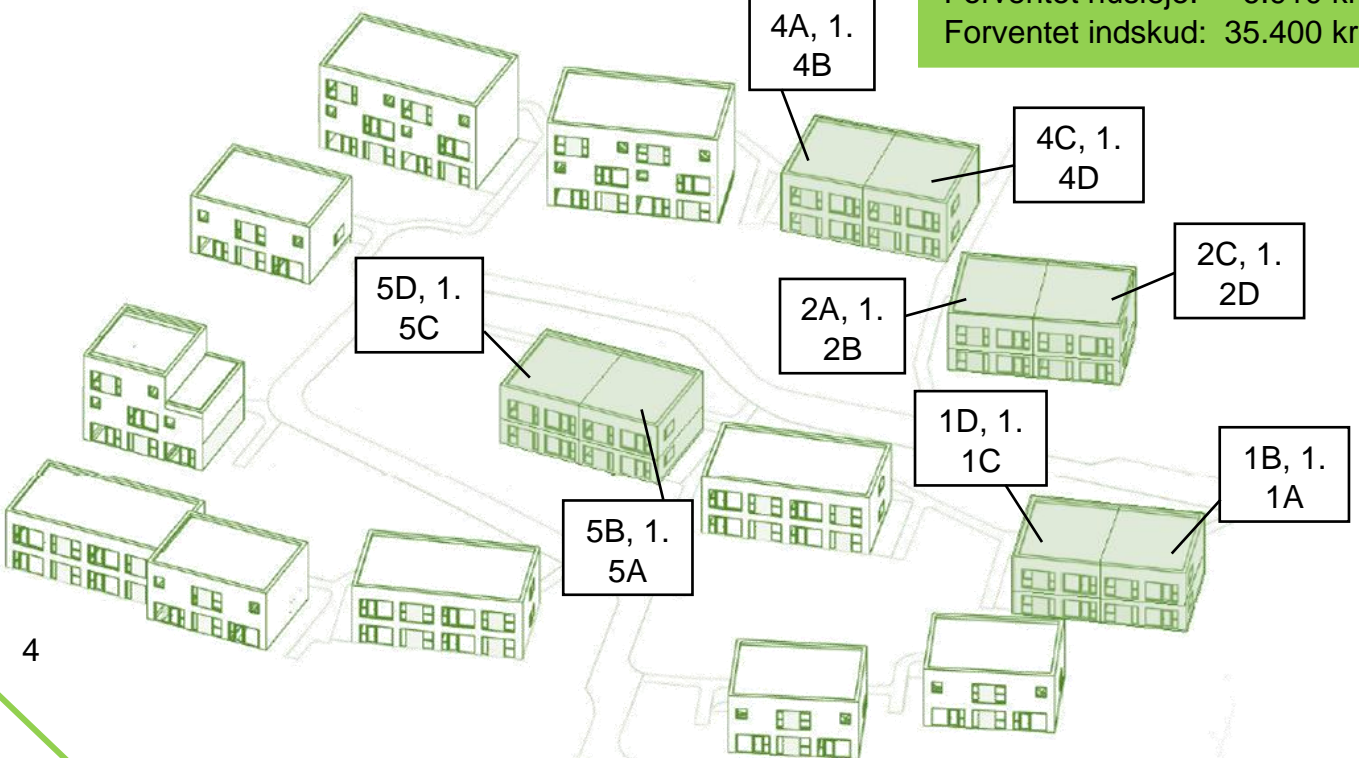 Forventet indskud: 35.400 kr
4A, 1.
4B
4C, 1.
4D
2C, 1.
2D
5D, 1.
5C
2A, 1.
2B
1D, 1.
1C
1B, 1.
1A
5B, 1.
5A
4